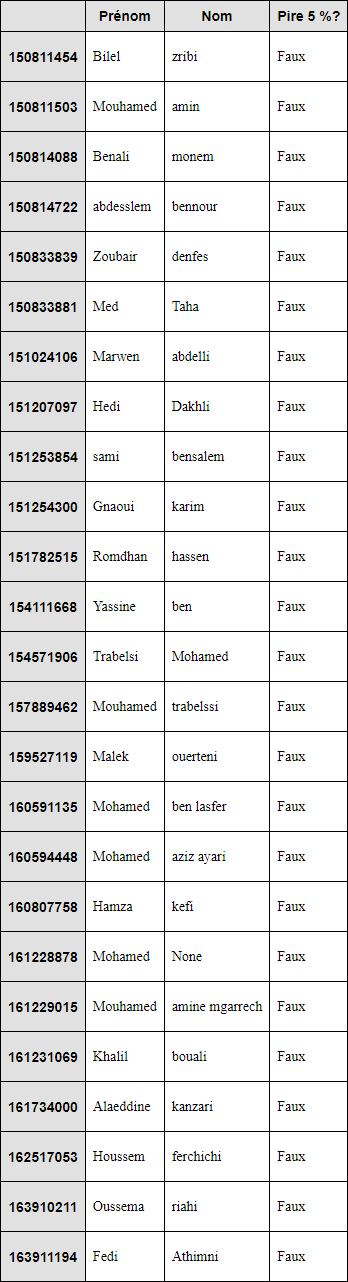 Prénom Nom Pire 5 %?
150811454 Bilel zribi Faux
150811503 Mouhamed amin Faux
150814088 Benali monem Faux
150814722 abdesslem bennour Faux
150833839 Zoubair denfes Faux
150833881 Med Taha Faux
151024106 Marwen abdelli Faux
151207097 Hedi Dakhli Faux
151253854 sami bensalem Faux
151254300 Gnaoui karim Faux
151782515 Romdhan hassen Faux
154111668 Yassine ben Faux
154571906 Trabelsi Mohamed Faux
157889462 Mouhamed trabelssi Faux
159527119 Malek ouerteni Faux
160591135 Mohamed ben lasfer Faux
160594448 Mohamed aziz ayari Faux
160807758 Hamza kefi Faux
161228878 Mohamed None Faux
161229015 Mouhamed amine mgarrech Faux
161231069 Khalil bouali Faux
161734000 Alaeddine kanzari Faux
162517053 Houssem ferchichi Faux
163910211 Oussema riahi Faux
163911194 Fedi Athimni Faux